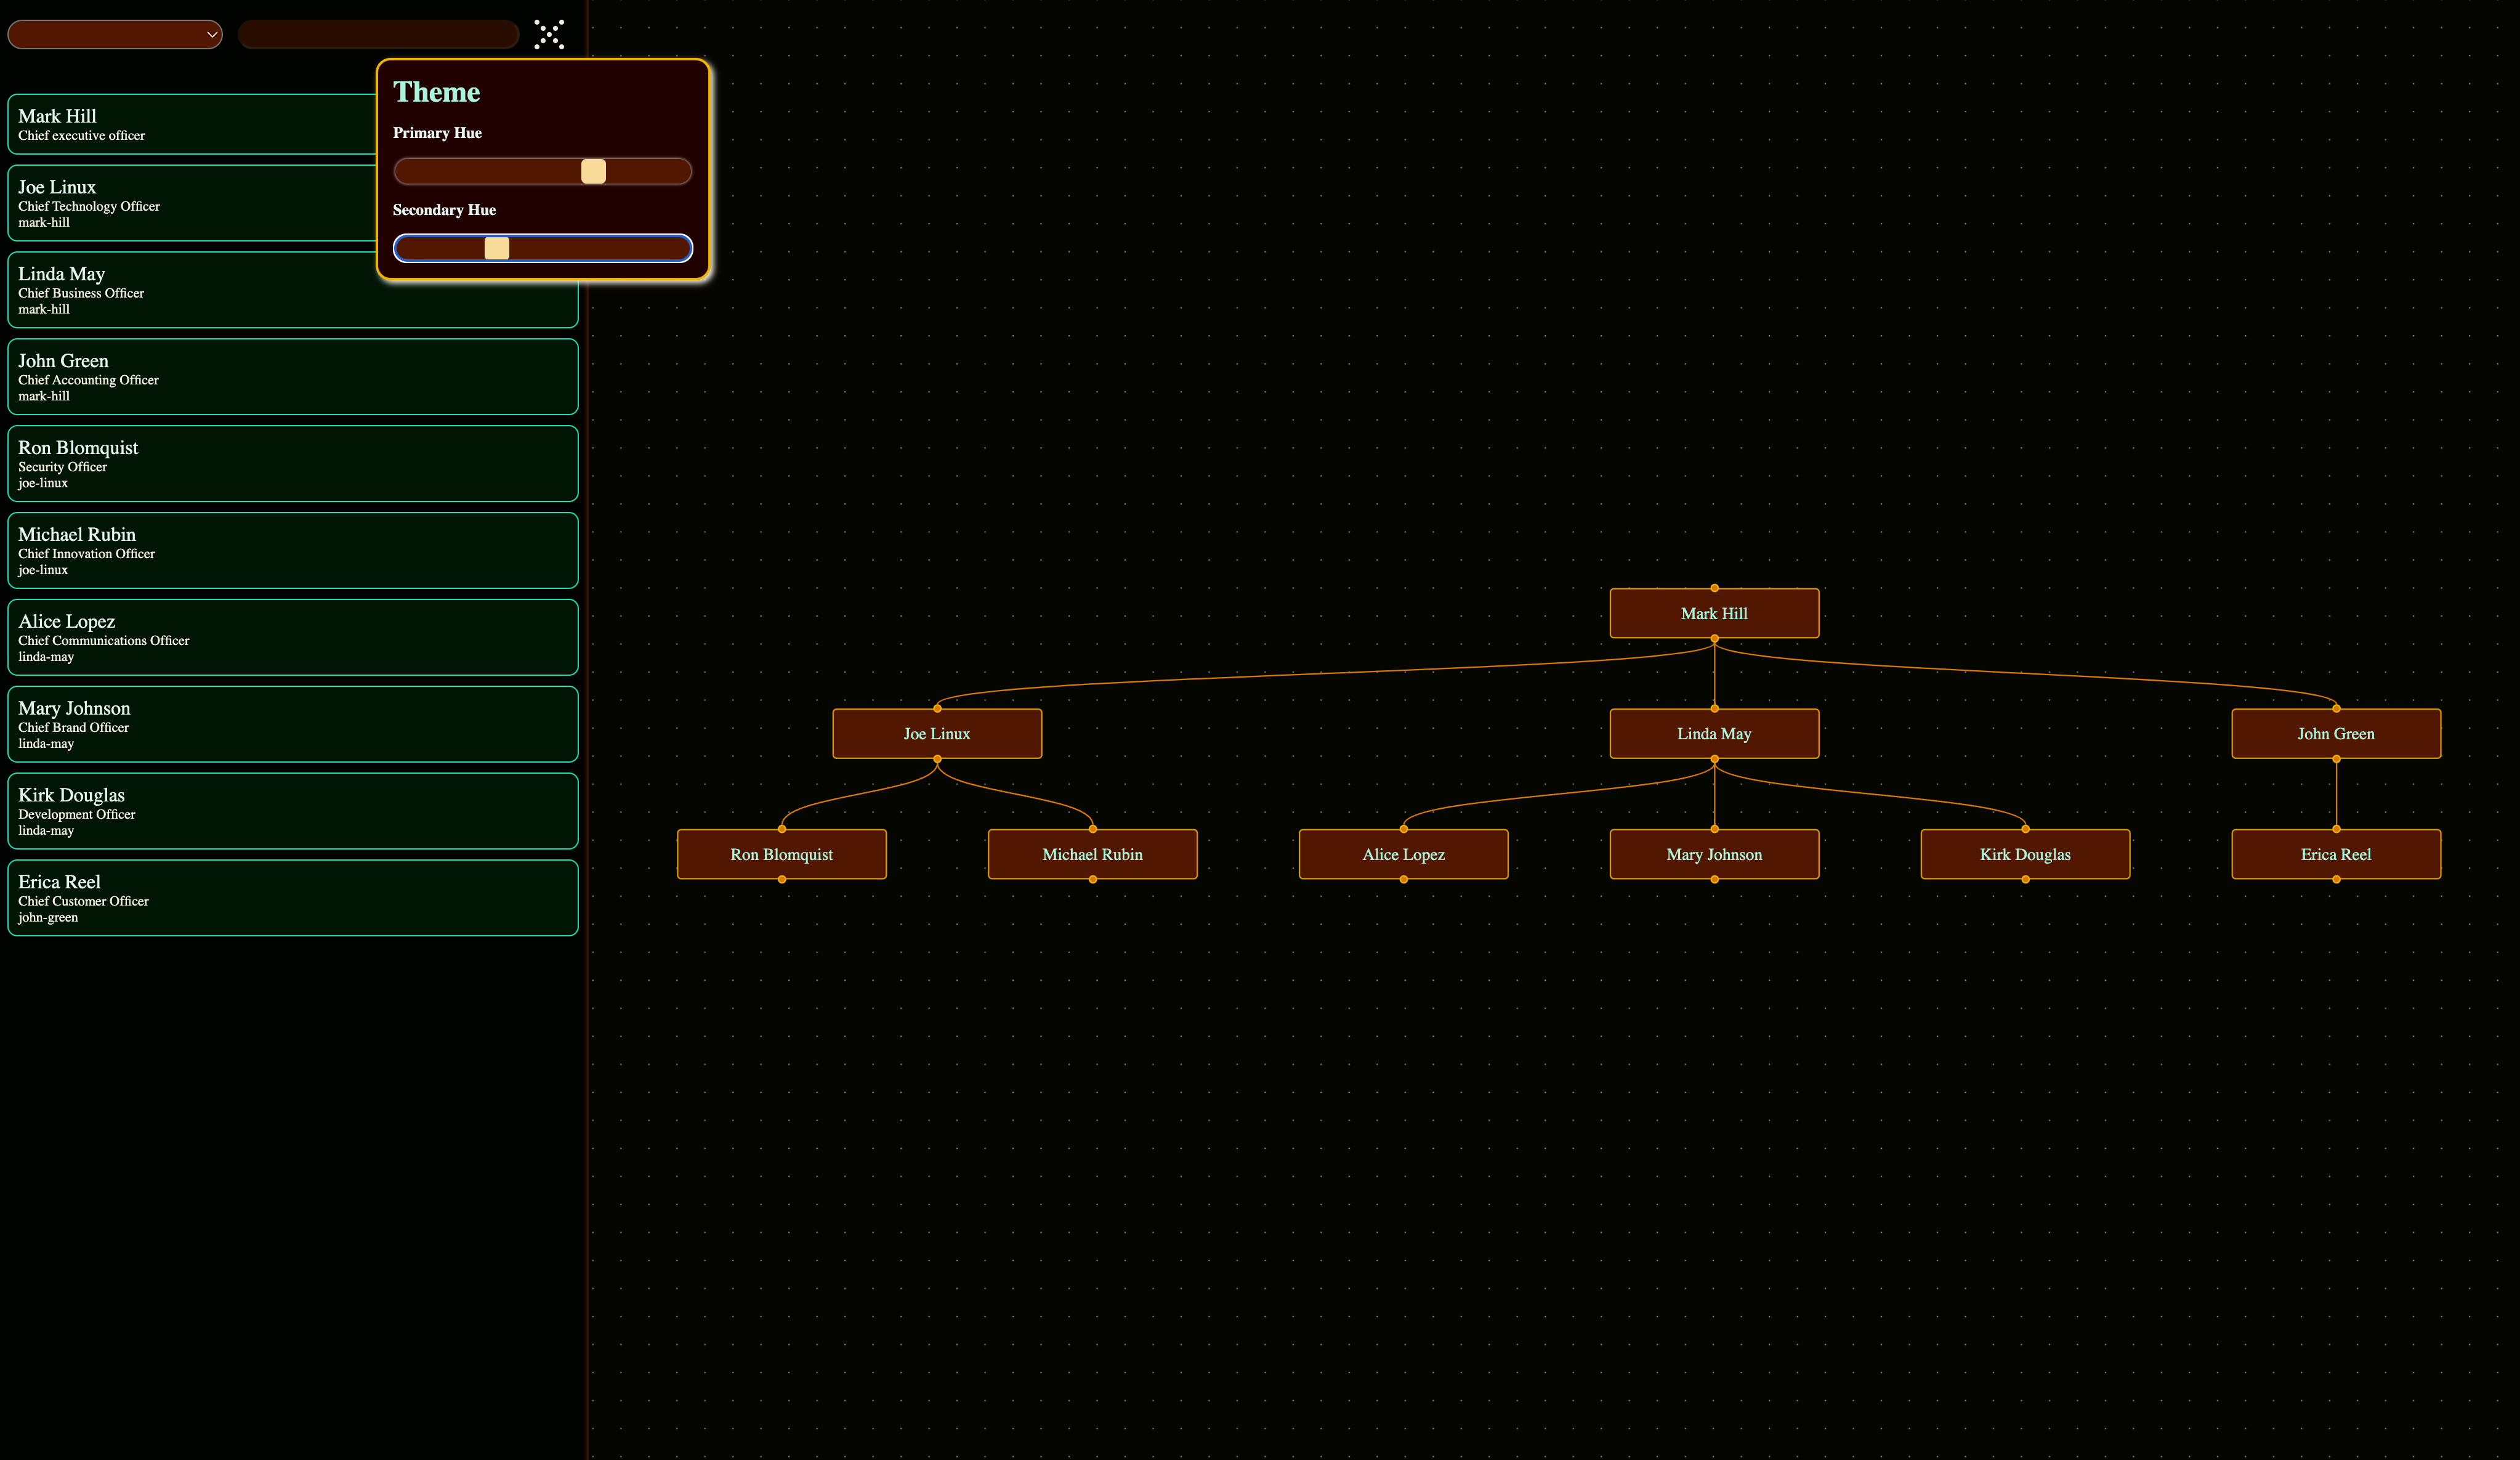 Theme
Primary Hue
Secondary Hue
Mark Hill
Chief executive officer
Joe Linux
Chief Technology Officer
mark-hill
Linda May
Chief Business Officer
mark-hill
John Green
Chief Accounting Officer
mark-hill
Ron Blomquist
Security Officer
joe-linux
Michael Rubin
Chief Innovation Officer
joe-linux
Alice Lopez
Chief Communications Officer
linda-may
Mary Johnson
Chief Brand Officer
linda-may
Kirk Douglas
Development Officer
linda-may
Erica Reel
Chief Customer Officer
john-green
Mark Hill
Joe Linux
Linda May
John Green
Ron Blomquist
Michael Rubin
Alice Lopez
Mary Johnson
Kirk Douglas
Erica Reel